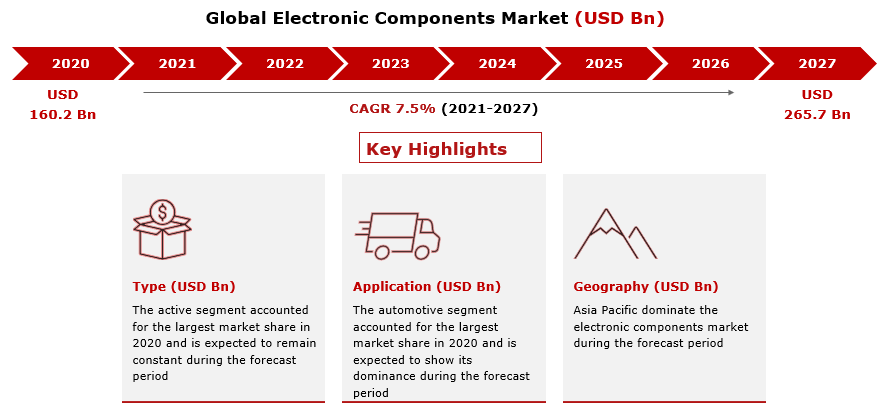 Global Electronic Components Market (USD Bn)
2020 2021 2022 2023 2024 2025 2026 2027
USD
160.2 Bn
CAGR 7.5% (2021-2027)
USD
265.7 Bn
Key Highlights
$
Type (USD Bn)
The active segment accounted
for the largest market share in
2020 and is expected to remain
constant during the forecast
period
Application (USD Bn)
The automotive segment
accounted for the largest
market share in 2020 and is
expected to show its
dominance during the forecast
period
Geography (USD Bn)
Asia Pacific dominate the
electronic components market
during the forecast period